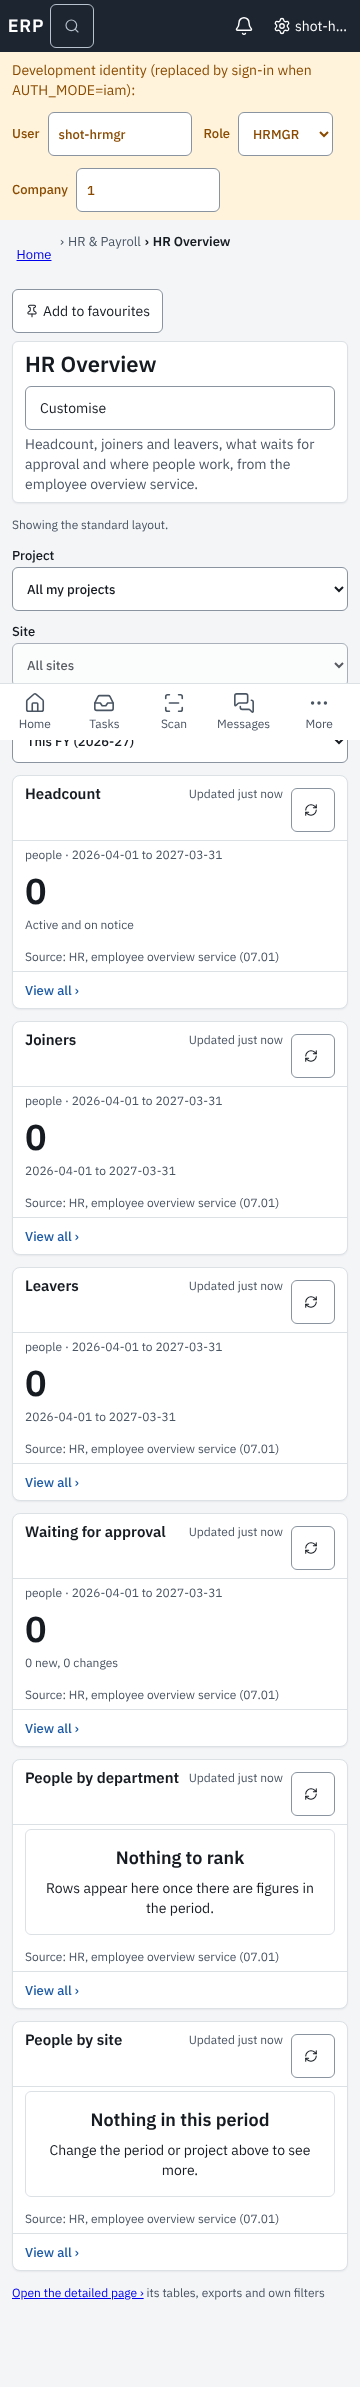 ERP
shot-h...
Development identity (replaced by sign-in when
AUTH_MODE=iam):
User shot-hrmgr Role HRMGR
Company 1
Home › HR & Payroll › HR Overview
Add to favourites
HR Overview
Customise
Headcount, joiners and leavers, what waits for
approval and where people work, from the
employee overview service.
Showing the standard layout.
Project
All my projects
Site
All sites
Home Tasks Scan Messages More
This FY (2026-27)
Headcount Updated just now
people · 2026-04-01 to 2027-03-31
0
Active and on notice
Source: HR, employee overview service (07.01)
View all ›
Joiners Updated just now
people · 2026-04-01 to 2027-03-31
0
2026-04-01 to 2027-03-31
Source: HR, employee overview service (07.01)
View all ›
Leavers Updated just now
people · 2026-04-01 to 2027-03-31
0
2026-04-01 to 2027-03-31
Source: HR, employee overview service (07.01)
View all ›
Waiting for approval Updated just now
people · 2026-04-01 to 2027-03-31
0
0 new, 0 changes
Source: HR, employee overview service (07.01)
View all ›
People by department Updated just now
Nothing to rank
Rows appear here once there are figures in
the period.
Source: HR, employee overview service (07.01)
View all ›
People by site Updated just now
Nothing in this period
Change the period or project above to see
more.
Source: HR, employee overview service (07.01)
View all ›
Open the detailed page › its tables, exports and own filters